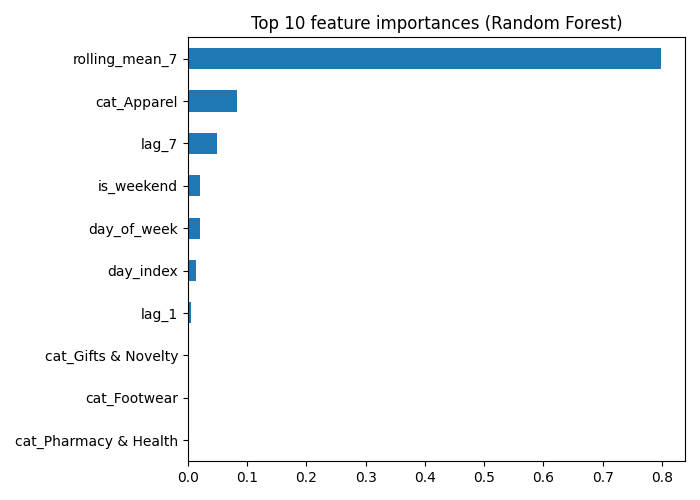 Top 10 feature importances (Random Forest)
rolling_mean_7
cat_Apparel
lag_7
is_weekend
day_of_week
day_index
lag_1
cat_Gifts & Novelty
cat_Footwear
cat_Pharmacy & Health
0.0 0.1 0.2 0.3 0.4 0.5 0.6 0.7 0.8